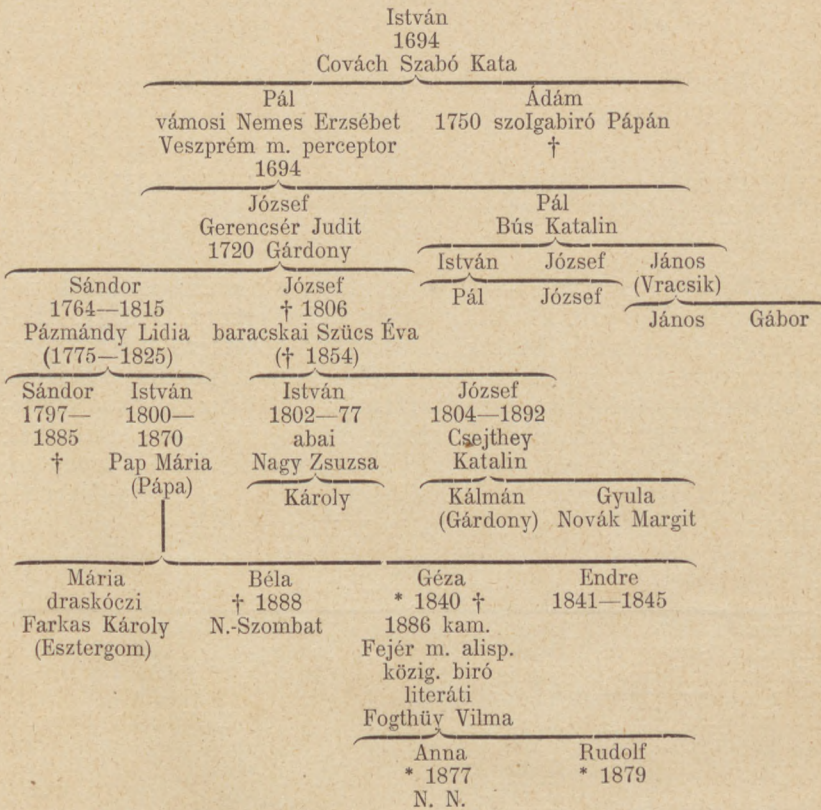 István
1694
Covách Szabó Kata
Pál Ádám
vámosi Nemes Erzsébet 1750 szolgabiró Pápán
Veszprém m. perceptor †
1694
József Pál
Gerencsér Judit Bús Katalin
1720 Gárdony
István József János
(Vracsik)
Sándor József
1764—1815 † 1806
Pál József
János Gábor
Pázmándy Lidia baracskai Szücs Éva
(1775—1825) († 1854)
Sándor István István József
1797— 1800— 1802—77 1804—1892
1885 1870 abai Csejthey
† Pap Mária Nagy Zsuzsa Katalin
(Pápa)
Károly Kálmán Gyula
(Gárdony) Novák Margit
Mária Béla Géza Endre
draskóczi † 1888 * 1840 † 1841—1845
Farkas Károly N.-Szombat 1886 kam.
(Esztergom) Fejér m. alisp.
közig. biró
literáti
Fogthüy Vilma
Anna Rudolf
* 1877 * 1879
N. N.